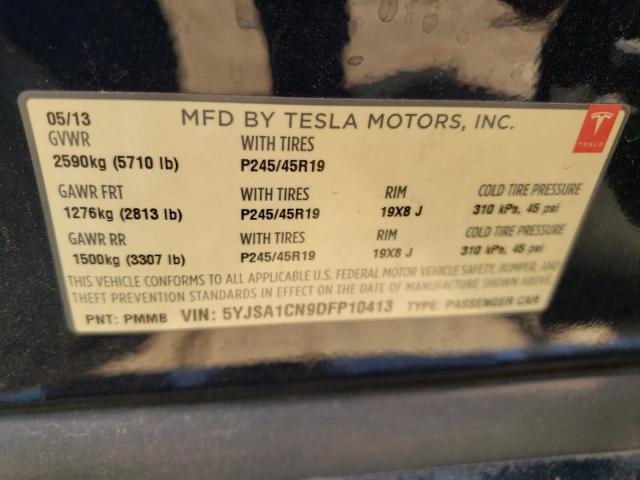 05/13 MFD BY TESLA MOTORS, INC.
TESLA
GVWR WITH TIRES
2590kg (5710 lb) P245/45R19
GAWR FRT WITH TIRES RIM COLD TIRE PRESSURE
1276kg (2813 lb) P245/45R19 19X8 J 310 kPa, 45 psi
GAWR RR WITH TIRES RIM COLD TIRE PRESSURE
1500kg (3307 lb) P245/45R19 19X8 J 310 kPa, 45 psi
THIS VEHICLE CONFORMS TO ALL APPLICABLE U.S. FEDERAL MOTOR VEHICLE SAFETY, BUMPER, AND
THEFT PREVENTION STANDARDS IN EFFECT ON THE DATE OF MANUFACTURE SHOWN ABOVE.
PNT: PMMB VIN: 5YJSA1CN9DFP10413 TYPE: PASSENGER CAR